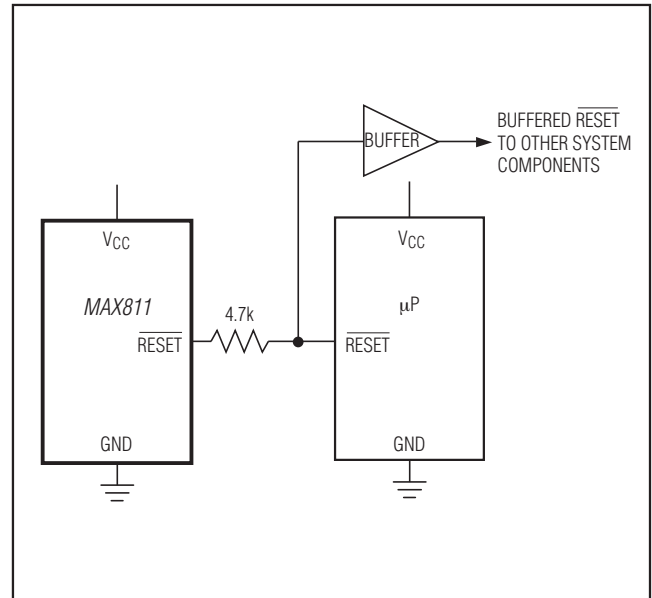 BUFFER
BUFFERED RESET
TO OTHER SYSTEM
COMPONENTS
VCC
MAX811
RESET
GND
4.7k
VCC
μP
RESET
GND